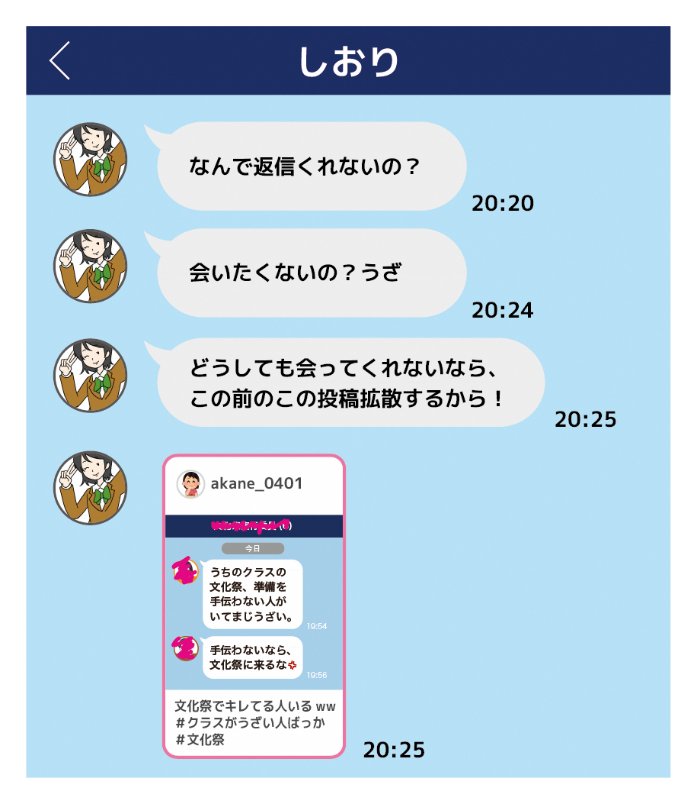 しおり
なんで返信くれないの？
20:20
会いたくないの？うざ
20:24
どうしても会ってくれないなら、
この前のこの投稿拡散するから！
20:25
akane_0401
今日
うちのクラスの
文化祭、準備を
手伝わない人が
いてまじうざい。
19:54
手伝わないなら、
文化祭に来るな💢
19:56
文化祭でキレてる人いる ww
＃クラスがうざい人ばっか
＃文化祭
20:25